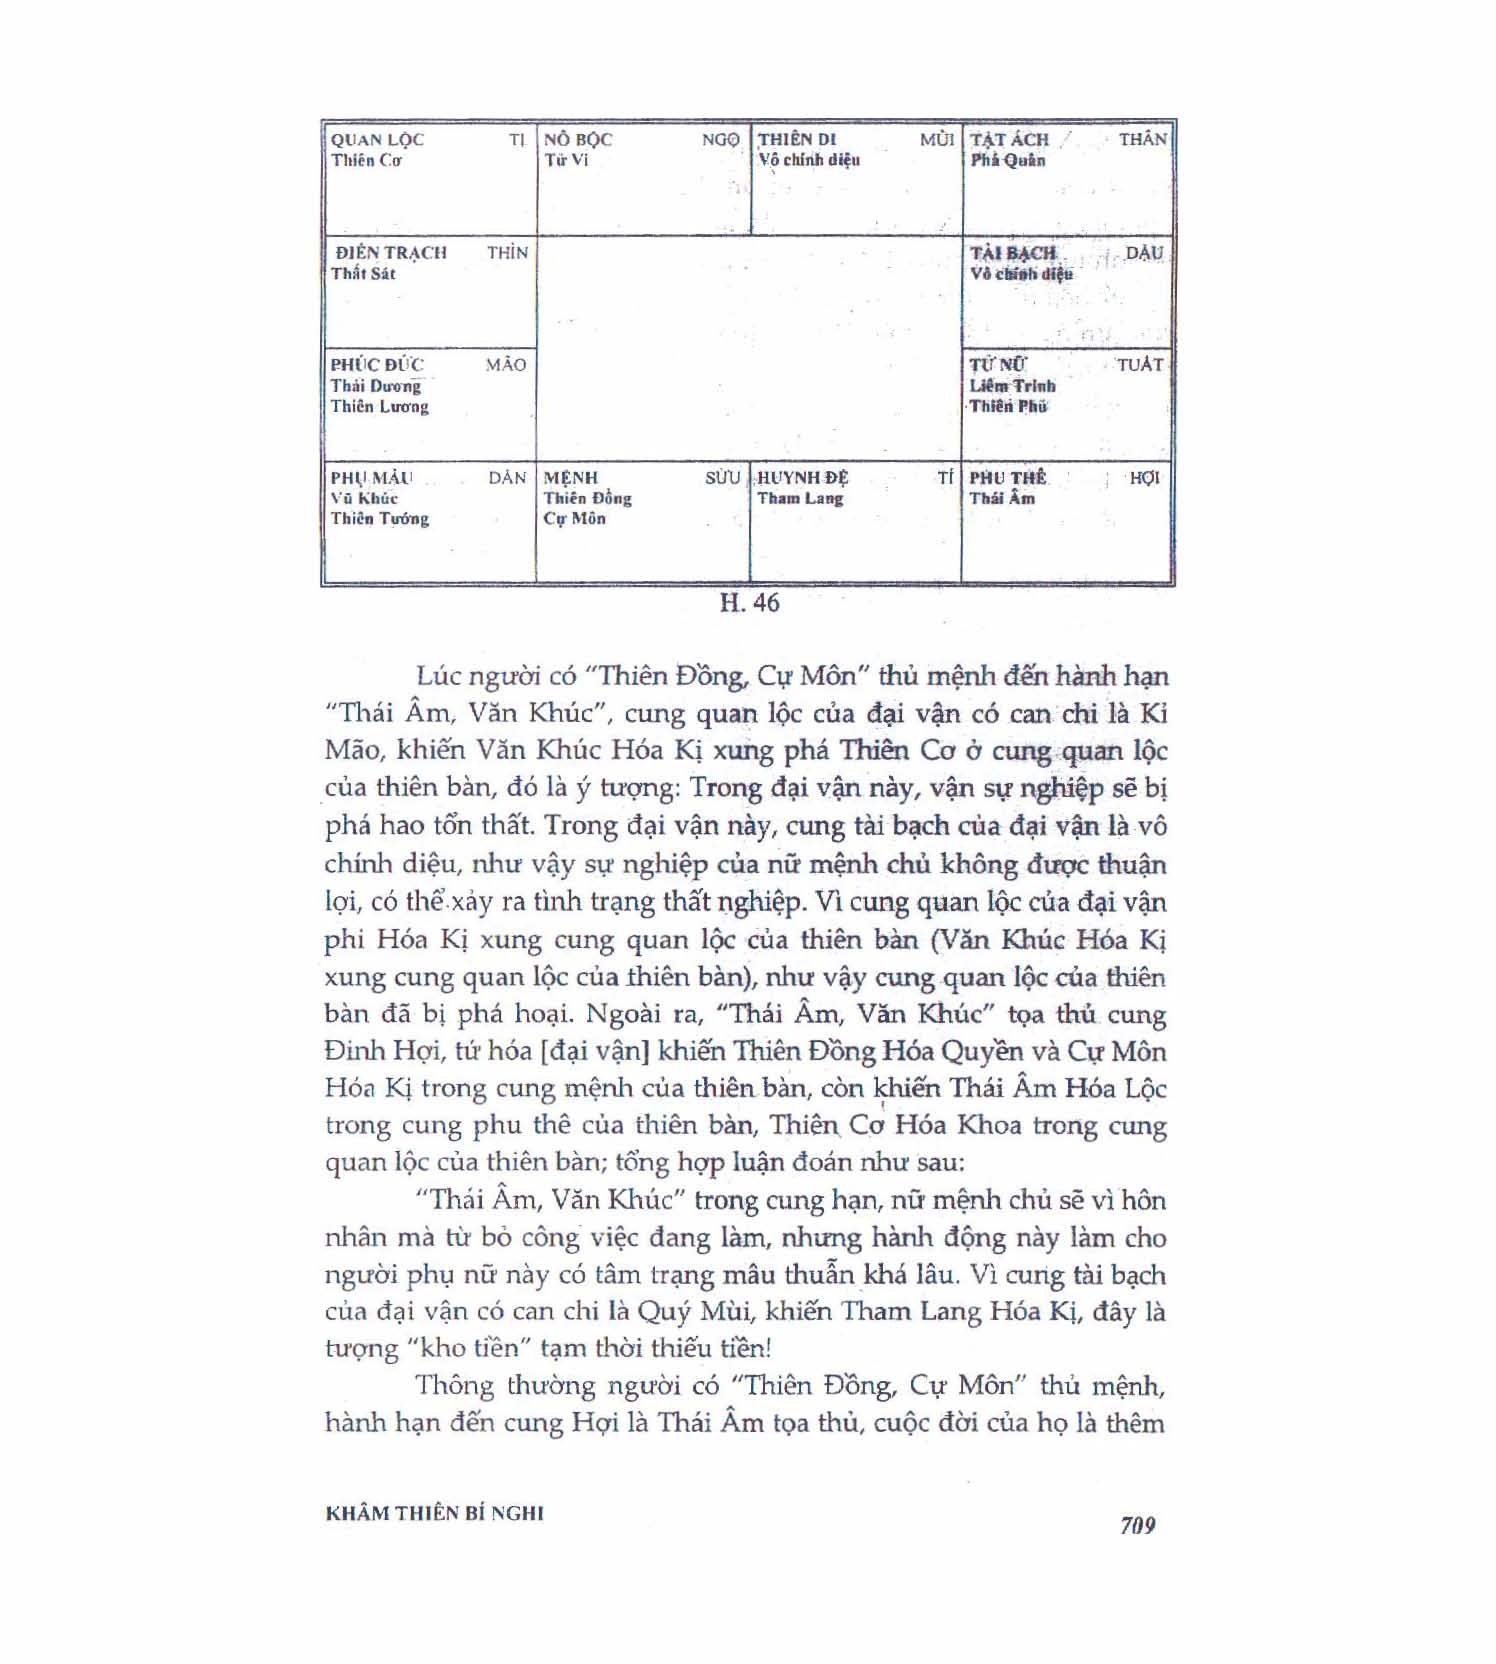 QUAN LỘC TỊ NÔ BỘC NGỌ THIÊN DI MÙI TẬT ÁCH THÂN
Thiên Cơ Tử Vi Vô chính diệu Phá Quân
ĐIỀN TRẠCH THÌN TÀI BẠCH DẬU
Thất Sát Vô chính diệu
PHÚC ĐỨC MÃO TỬ NỮ TUẤT
Thái Dương Liêm Trinh
Thiên Lương Thiên Phủ
PHỤ MẪU DẦN MỆNH SỬU HUYNH ĐỆ TÍ PHU THÊ HỢI
Vũ Khúc Thiên Đồng Tham Lang Thái Âm
Thiên Tướng Cự Môn
H. 46
Lúc người có "Thiên Đồng, Cự Môn" thủ mệnh đến hành hạn
"Thái Âm, Văn Khúc", cung quan lộc của đại vận có can chi là Kỉ
Mão, khiến Văn Khúc Hóa Kị xung phá Thiên Cơ ở cung quan lộc
của thiên bàn, đó là ý tượng: Trong đại vận này, vận sự nghiệp sẽ bị
phá hao tổn thất. Trong đại vận này, cung tài bạch của đại vận là vô
chính diệu, như vậy sự nghiệp của nữ mệnh chủ không được thuận
lợi, có thể xảy ra tình trạng thất nghiệp. Vì cung quan lộc của đại vận
phi Hóa Kị xung cung quan lộc của thiên bàn (Văn Khúc Hóa Kị
xung cung quan lộc của thiên bàn), như vậy cung quan lộc của thiên
bàn đã bị phá hoại. Ngoài ra, "Thái Âm, Văn Khúc" tọa thủ cung
Đinh Hợi, tứ hóa [đại vận] khiến Thiên Đồng Hóa Quyền và Cự Môn
Hóa Kị trong cung mệnh của thiên bàn, còn khiến Thái Âm Hóa Lộc
trong cung phu thê của thiên bàn, Thiên Cơ Hóa Khoa trong cung
quan lộc của thiên bàn; tổng hợp luận đoán như sau:
"Thái Âm, Văn Khúc" trong cung hạn, nữ mệnh chủ sẽ vì hôn
nhân mà từ bỏ công việc đang làm, nhưng hành động này làm cho
người phụ nữ này có tâm trạng mâu thuẫn khá lâu. Vì cung tài bạch
của đại vận có can chi là Quý Mùi, khiến Tham Lang Hóa Kị, đây là
tượng "kho tiền" tạm thời thiếu tiền!
Thông thường người có "Thiên Đồng, Cự Môn" thủ mệnh,
hành hạn đến cung Hợi là Thái Âm tọa thủ, cuộc đời của họ là thêm
KHÂM THIÊN BÍ NGHI
709